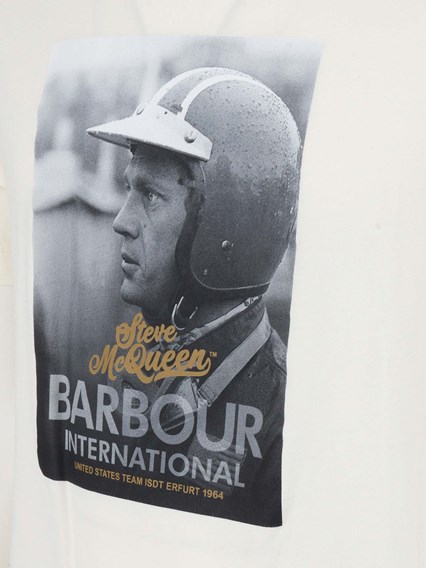 Steve
McQueen™
BARBOUR
INTERNATIONAL
UNITED STATES TEAM ISDT ERFURT 1964